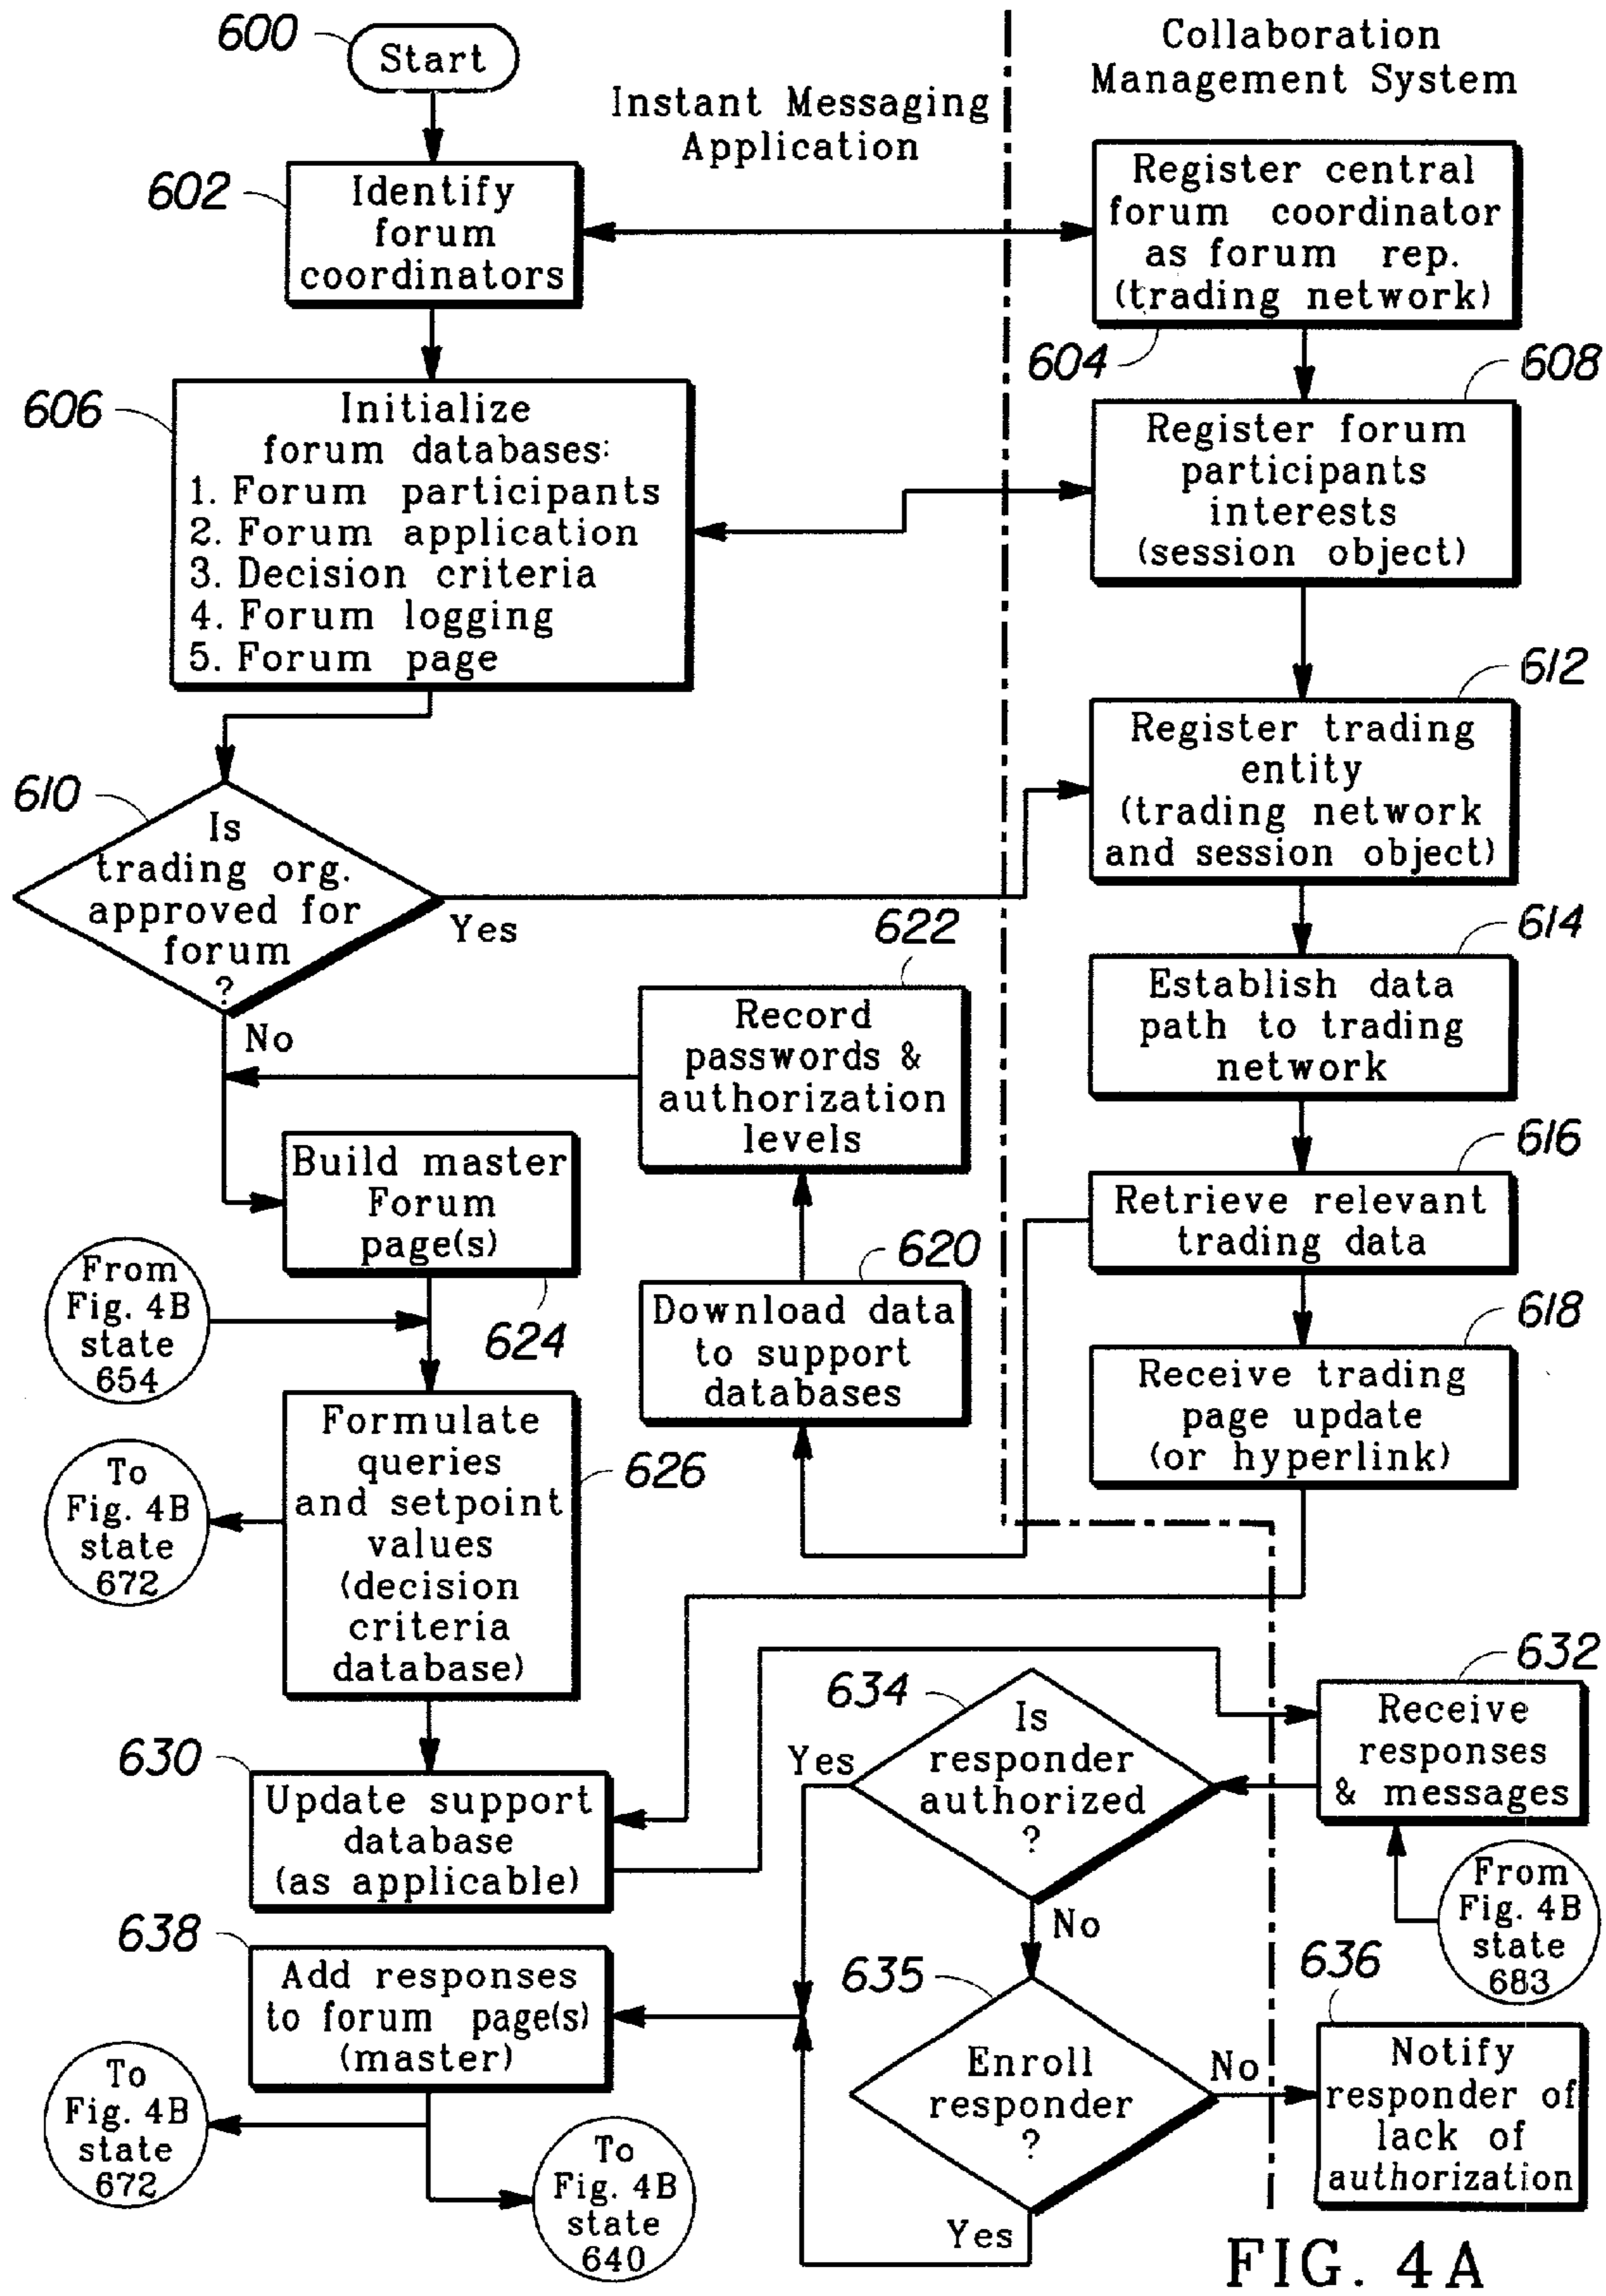 600
Start
Instant Messaging
Application
Collaboration
Management System
602
Identify
forum
coordinators
Register central
forum coordinator
as forum rep.
(trading network)
604
606
Initialize
forum databases:
1. Forum participants
2. Forum application
3. Decision criteria
4. Forum logging
5. Forum page
608
Register forum
participants
interests
(session object)
610
Is
trading org.
approved for
forum
?
Yes
No
612
Register trading
entity
(trading network
and session object)
614
Establish data
path to trading
network
616
Retrieve relevant
trading data
618
Receive trading
page update
(or hyperlink)
622
Record
passwords &
authorization
levels
620
Download data
to support
databases
Build master
Forum
page(s)
624
From
Fig. 4B
state
654
Formulate
queries
and setpoint
values
(decision
criteria
database)
626
To
Fig. 4B
state
672
630
Update support
database
(as applicable)
632
Receive
responses
& messages
634
Is
responder
authorized
?
Yes
No
From
Fig. 4B
state
683
635
Enroll
responder
?
No
Yes
636
Notify
responder of
lack of
authorization
638
Add responses
to forum page(s)
(master)
To
Fig. 4B
state
672
To
Fig. 4B
state
640
FIG. 4A